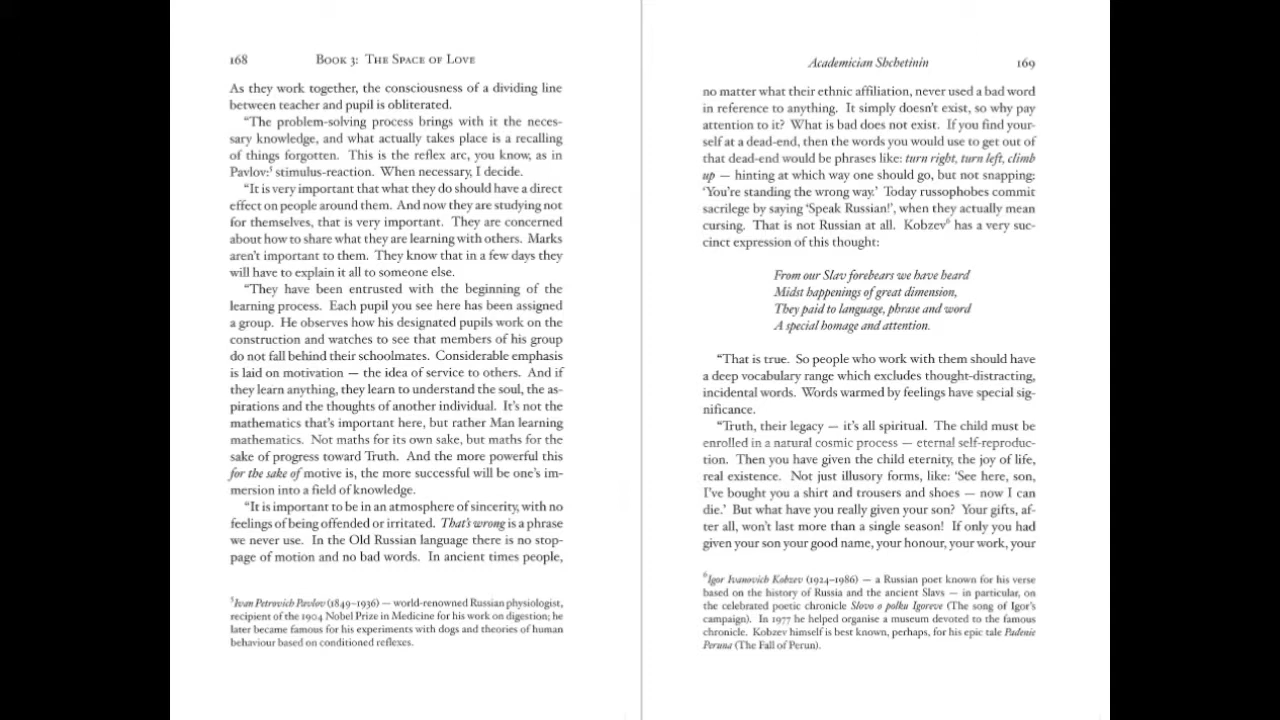 168 BOOK 3: THE SPACE OF LOVE
As they work together, the consciousness of a dividing line
between teacher and pupil is obliterated.
“The problem-solving process brings with it the neces-
sary knowledge, and what actually takes place is a recalling
of things forgotten. This is the reflex arc, you know, as in
Pavlov:⁵ stimulus-reaction. When necessary, I decide.
“It is very important that what they do should have a direct
effect on people around them. And now they are studying not
for themselves, that is very important. They are concerned
about how to share what they are learning with others. Marks
aren’t important to them. They know that in a few days they
will have to explain it all to someone else.
“They have been entrusted with the beginning of the
learning process. Each pupil you see here has been assigned
a group. He observes how his designated pupils work on the
construction and watches to see that members of his group
do not fall behind their schoolmates. Considerable emphasis
is laid on motivation — the idea of service to others. And if
they learn anything, they learn to understand the soul, the as-
pirations and the thoughts of another individual. It’s not the
mathematics that’s important here, but rather Man learning
mathematics. Not maths for its own sake, but maths for the
sake of progress toward Truth. And the more powerful this
for the sake of motive is, the more successful will be one’s im-
mersion into a field of knowledge.
“It is important to be in an atmosphere of sincerity, with no
feelings of being offended or irritated. That’s wrong is a phrase
we never use. In the Old Russian language there is no stop-
page of motion and no bad words. In ancient times people,
⁵Ivan Petrovich Pavlov (1849–1936) — world-renowned Russian physiologist,
recipient of the 1904 Nobel Prize in Medicine for his work on digestion; he
later became famous for his experiments with dogs and theories of human
behaviour based on conditioned reflexes.
Academician Shchetinin 169
no matter what their ethnic affiliation, never used a bad word
in reference to anything. It simply doesn’t exist, so why pay
attention to it? What is bad does not exist. If you find your-
self at a dead-end, then the words you would use to get out of
that dead-end would be phrases like: turn right, turn left, climb
up — hinting at which way one should go, but not snapping:
‘You’re standing the wrong way.’ Today russophobes commit
sacrilege by saying ‘Speak Russian!’, when they actually mean
cursing. That is not Russian at all. Kobzev⁶ has a very suc-
cinct expression of this thought:
From our Slav forebears we have heard
Midst happenings of great dimension,
They paid to language, phrase and word
A special homage and attention.
“That is true. So people who work with them should have
a deep vocabulary range which excludes thought-distracting,
incidental words. Words warmed by feelings have special sig-
nificance.
“Truth, their legacy — it’s all spiritual. The child must be
enrolled in a natural cosmic process — eternal self-reproduc-
tion. Then you have given the child eternity, the joy of life,
real existence. Not just illusory forms, like: ‘See here, son,
I’ve bought you a shirt and trousers and shoes — now I can
die.’ But what have you really given your son? Your gifts, af-
ter all, won’t last more than a single season! If only you had
given your son your good name, your honour, your work, your
⁶Igor Ivanovich Kobzev (1924–1986) — a Russian poet known for his verse
based on the history of Russia and the ancient Slavs — in particular, on
the celebrated poetic chronicle Slovo o polku Igoreve (The song of Igor’s
campaign). In 1977 he helped organise a museum devoted to the famous
chronicle. Kobzev himself is best known, perhaps, for his epic tale Padenie
Peruna (The Fall of Perun).